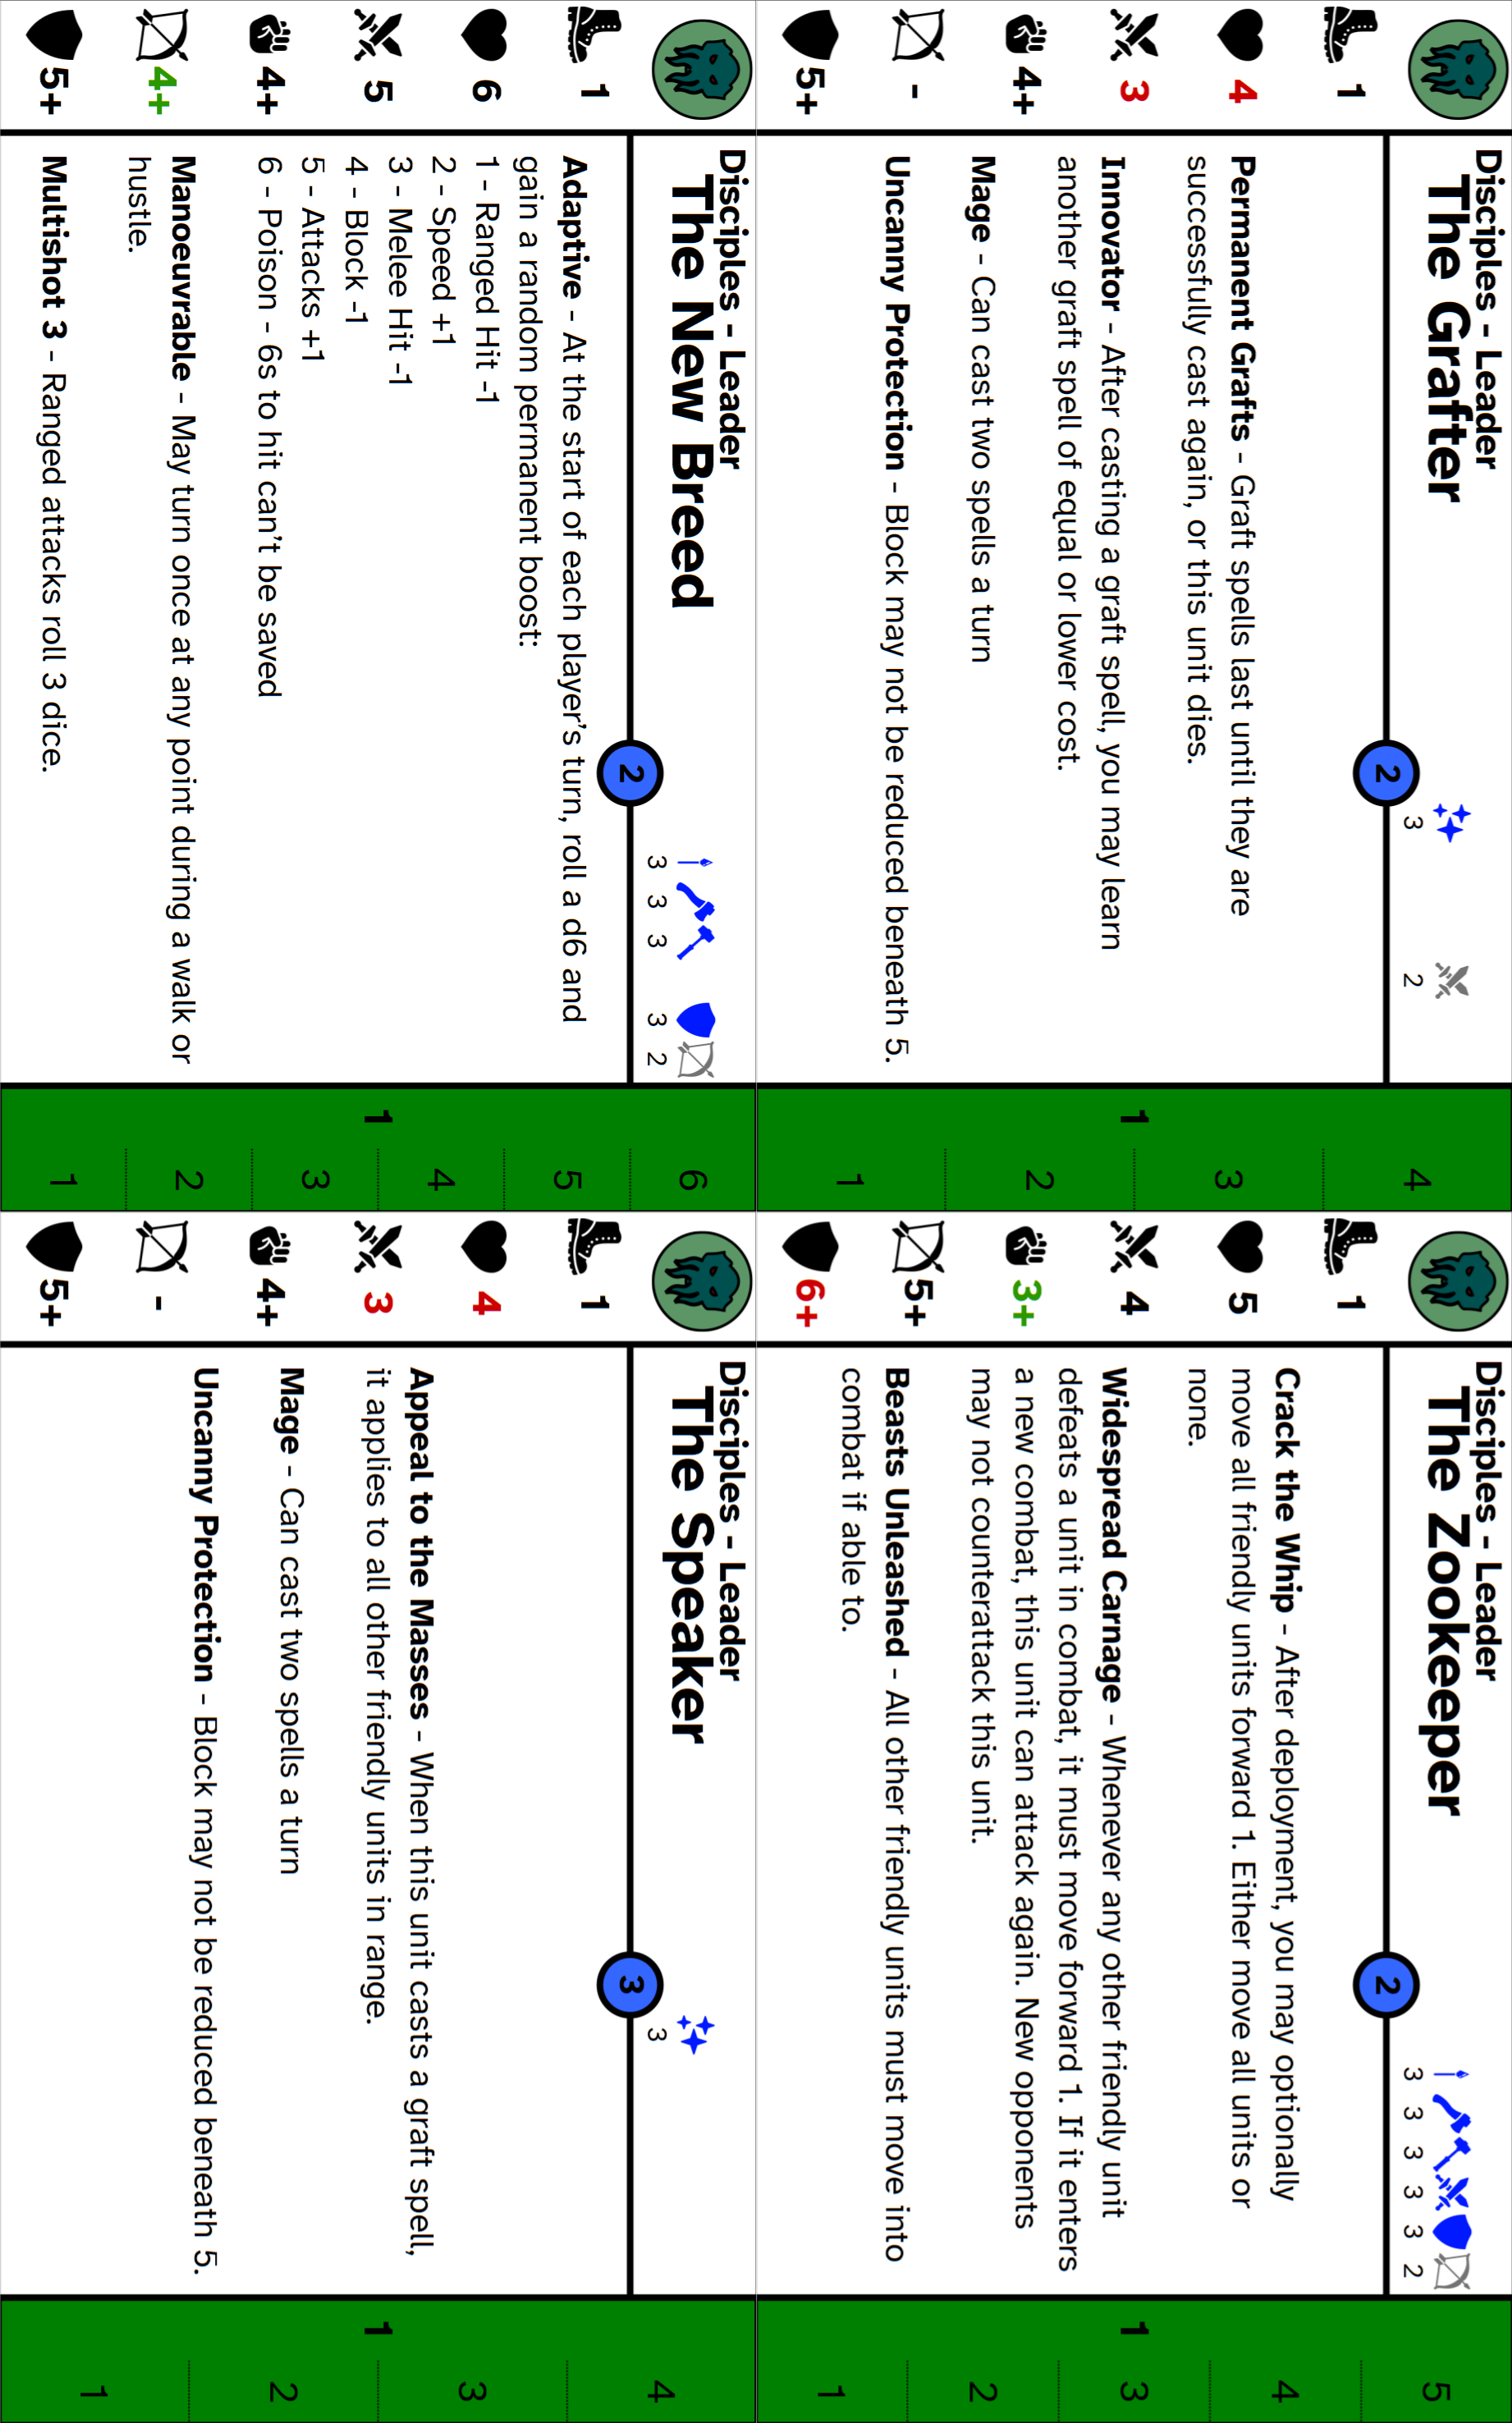 Disciples - Leader
The Grafter
2
3
2
1
4
3
4+
-
5+
Permanent Grafts - Graft spells last until they are
successfully cast again, or this unit dies.
Innovator - After casting a graft spell, you may learn
another graft spell of equal or lower cost.
Mage - Can cast two spells a turn
Uncanny Protection - Block may not be reduced beneath 5.
1
4
3
2
1
Disciples - Leader
The Zookeeper
2
3
3
3
3
3
2
1
5
4
3+
5+
6+
Crack the Whip - After deployment, you may optionally
move all friendly units forward 1. Either move all units or
none.
Widespread Carnage - Whenever any other friendly unit
defeats a unit in combat, it must move forward 1. If it enters
a new combat, this unit can attack again. New opponents
may not counterattack this unit.
Beasts Unleashed - All other friendly units must move into
combat if able to.
1
5
4
3
2
1
Disciples - Leader
The New Breed
2
3
3
3
3
2
1
6
5
4+
4+
5+
Adaptive - At the start of each player’s turn, roll a d6 and
gain a random permanent boost:
1 - Ranged Hit -1
2 - Speed +1
3 - Melee Hit -1
4 - Block -1
5 - Attacks +1
6 - Poison - 6s to hit can’t be saved
Manoeuvrable - May turn once at any point during a walk or
hustle.
Multishot 3 - Ranged attacks roll 3 dice.
1
6
5
4
3
2
1
Disciples - Leader
The Speaker
3
3
1
4
3
4+
-
5+
Appeal to the Masses - When this unit casts a graft spell,
it applies to all other friendly units in range.
Mage - Can cast two spells a turn
Uncanny Protection - Block may not be reduced beneath 5.
1
4
3
2
1